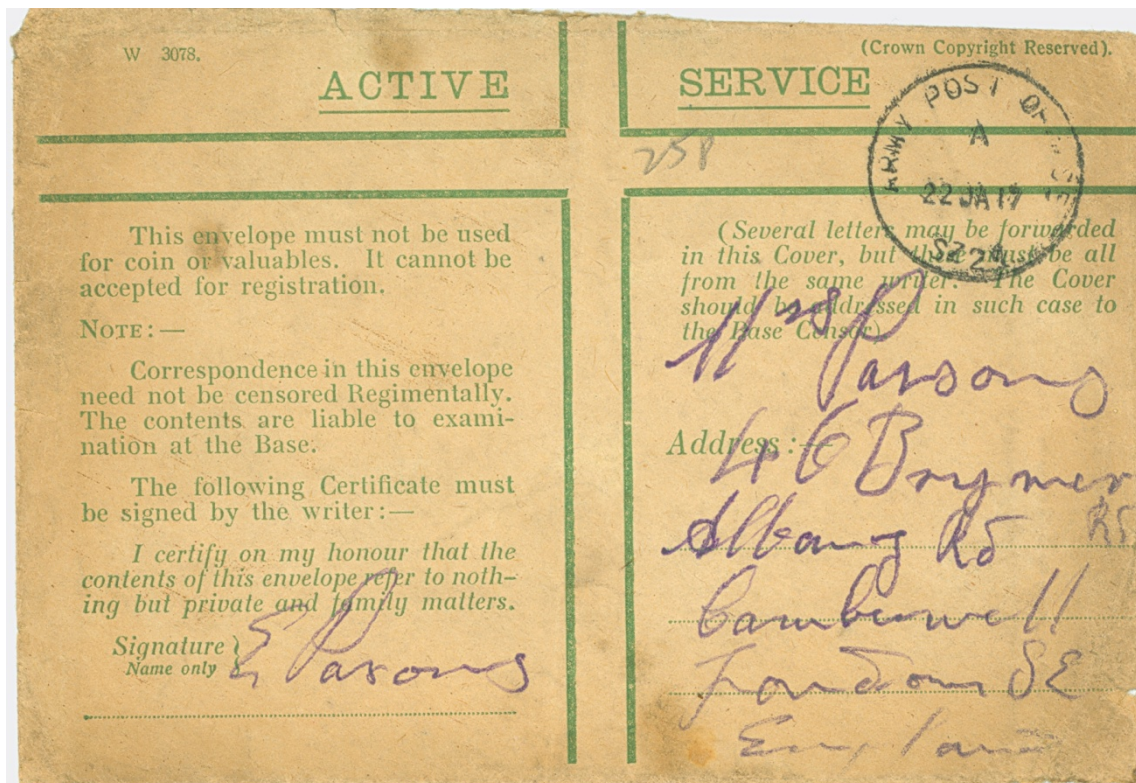 W 3078.
(Crown Copyright Reserved).
ACTIVE SERVICE
258
ARMY POST OFFICE
A
22 JA 19
SZ24
This envelope must not be used
for coin or valuables. It cannot be
accepted for registration.
NOTE:—
Correspondence in this envelope
need not be censored Regimentally.
The contents are liable to exami-
nation at the Base.
The following Certificate must
be signed by the writer:—
I certify on my honour that the
contents of this envelope refer to noth-
ing but private and family matters.
Signature
Name only
E Parsons
(Several letters may be forwarded
in this Cover, but these must be all
from the same writer. The Cover
should be addressed in such case to
the Base Censor)
Mrs Parsons
Address:—
46 Brymer
Rd
Albany Rd
Camberwell
London SE
England